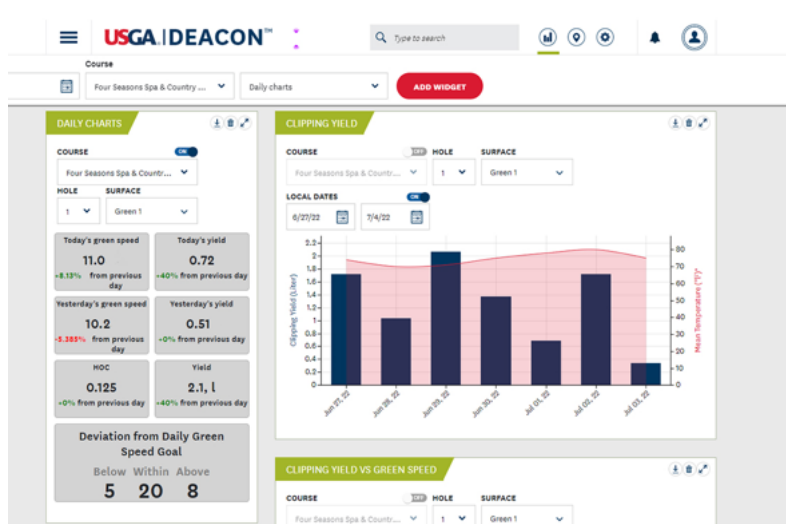 USGA | DEACON™
Type to search
Course
Four Seasons Spa & Country ...
Daily charts
ADD WIDGET
DAILY CHARTS
COURSE
ON
Four Seasons Spa & Countr...
HOLE SURFACE
1 Green 1
Today's green speed
11.0
+8.13% from previous day
Today's yield
0.72
+40% from previous day
Yesterday's green speed
10.2
-5.385% from previous day
Yesterday's yield
0.51
+0% from previous day
HOC
0.125
+0% from previous day
Yield
2.1, l
+40% from previous day
Deviation from Daily Green
Speed Goal
Below Within Above
5 20 8
CLIPPING YIELD
COURSE OFF HOLE SURFACE
Four Seasons Spa & Countr... 1 Green 1
LOCAL DATES ON
6/27/22 7/4/22
Clipping Yield (Liter)
2.2
2
1.8
1.6
1.4
1.2
1
0.8
0.6
0.4
0.2
0
80
70
60
50
40
30
20
10
0
Mean Temperature (°F)*
Jun 27, 22
Jun 28, 22
Jun 29, 22
Jun 30, 22
Jul 01, 22
Jul 02, 22
Jul 03, 22
CLIPPING YIELD VS GREEN SPEED
COURSE OFF HOLE SURFACE
Four Seasons Spa & Countr... 1 Green 1